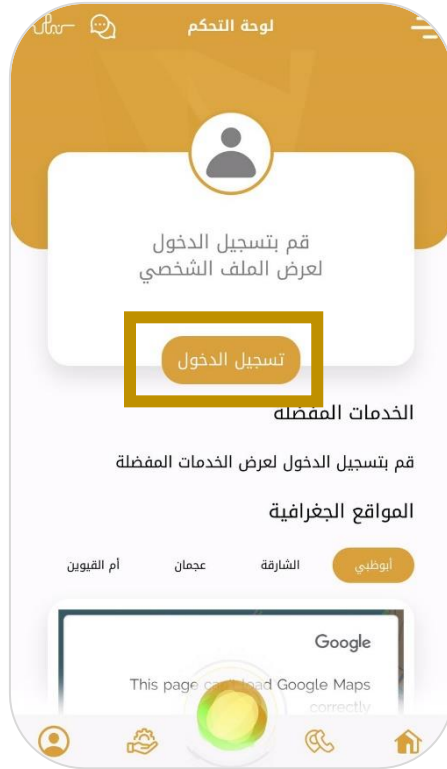 لوحة التحكم
قم بتسجيل الدخول
لعرض الملف الشخصي
تسجيل الدخول
الخدمات المفضلة
قم بتسجيل الدخول لعرض الخدمات المفضلة
المواقع الجغرافية
أبوظبي الشارقة عجمان أم القيوين
Google
This page can't load Google Maps
correctly